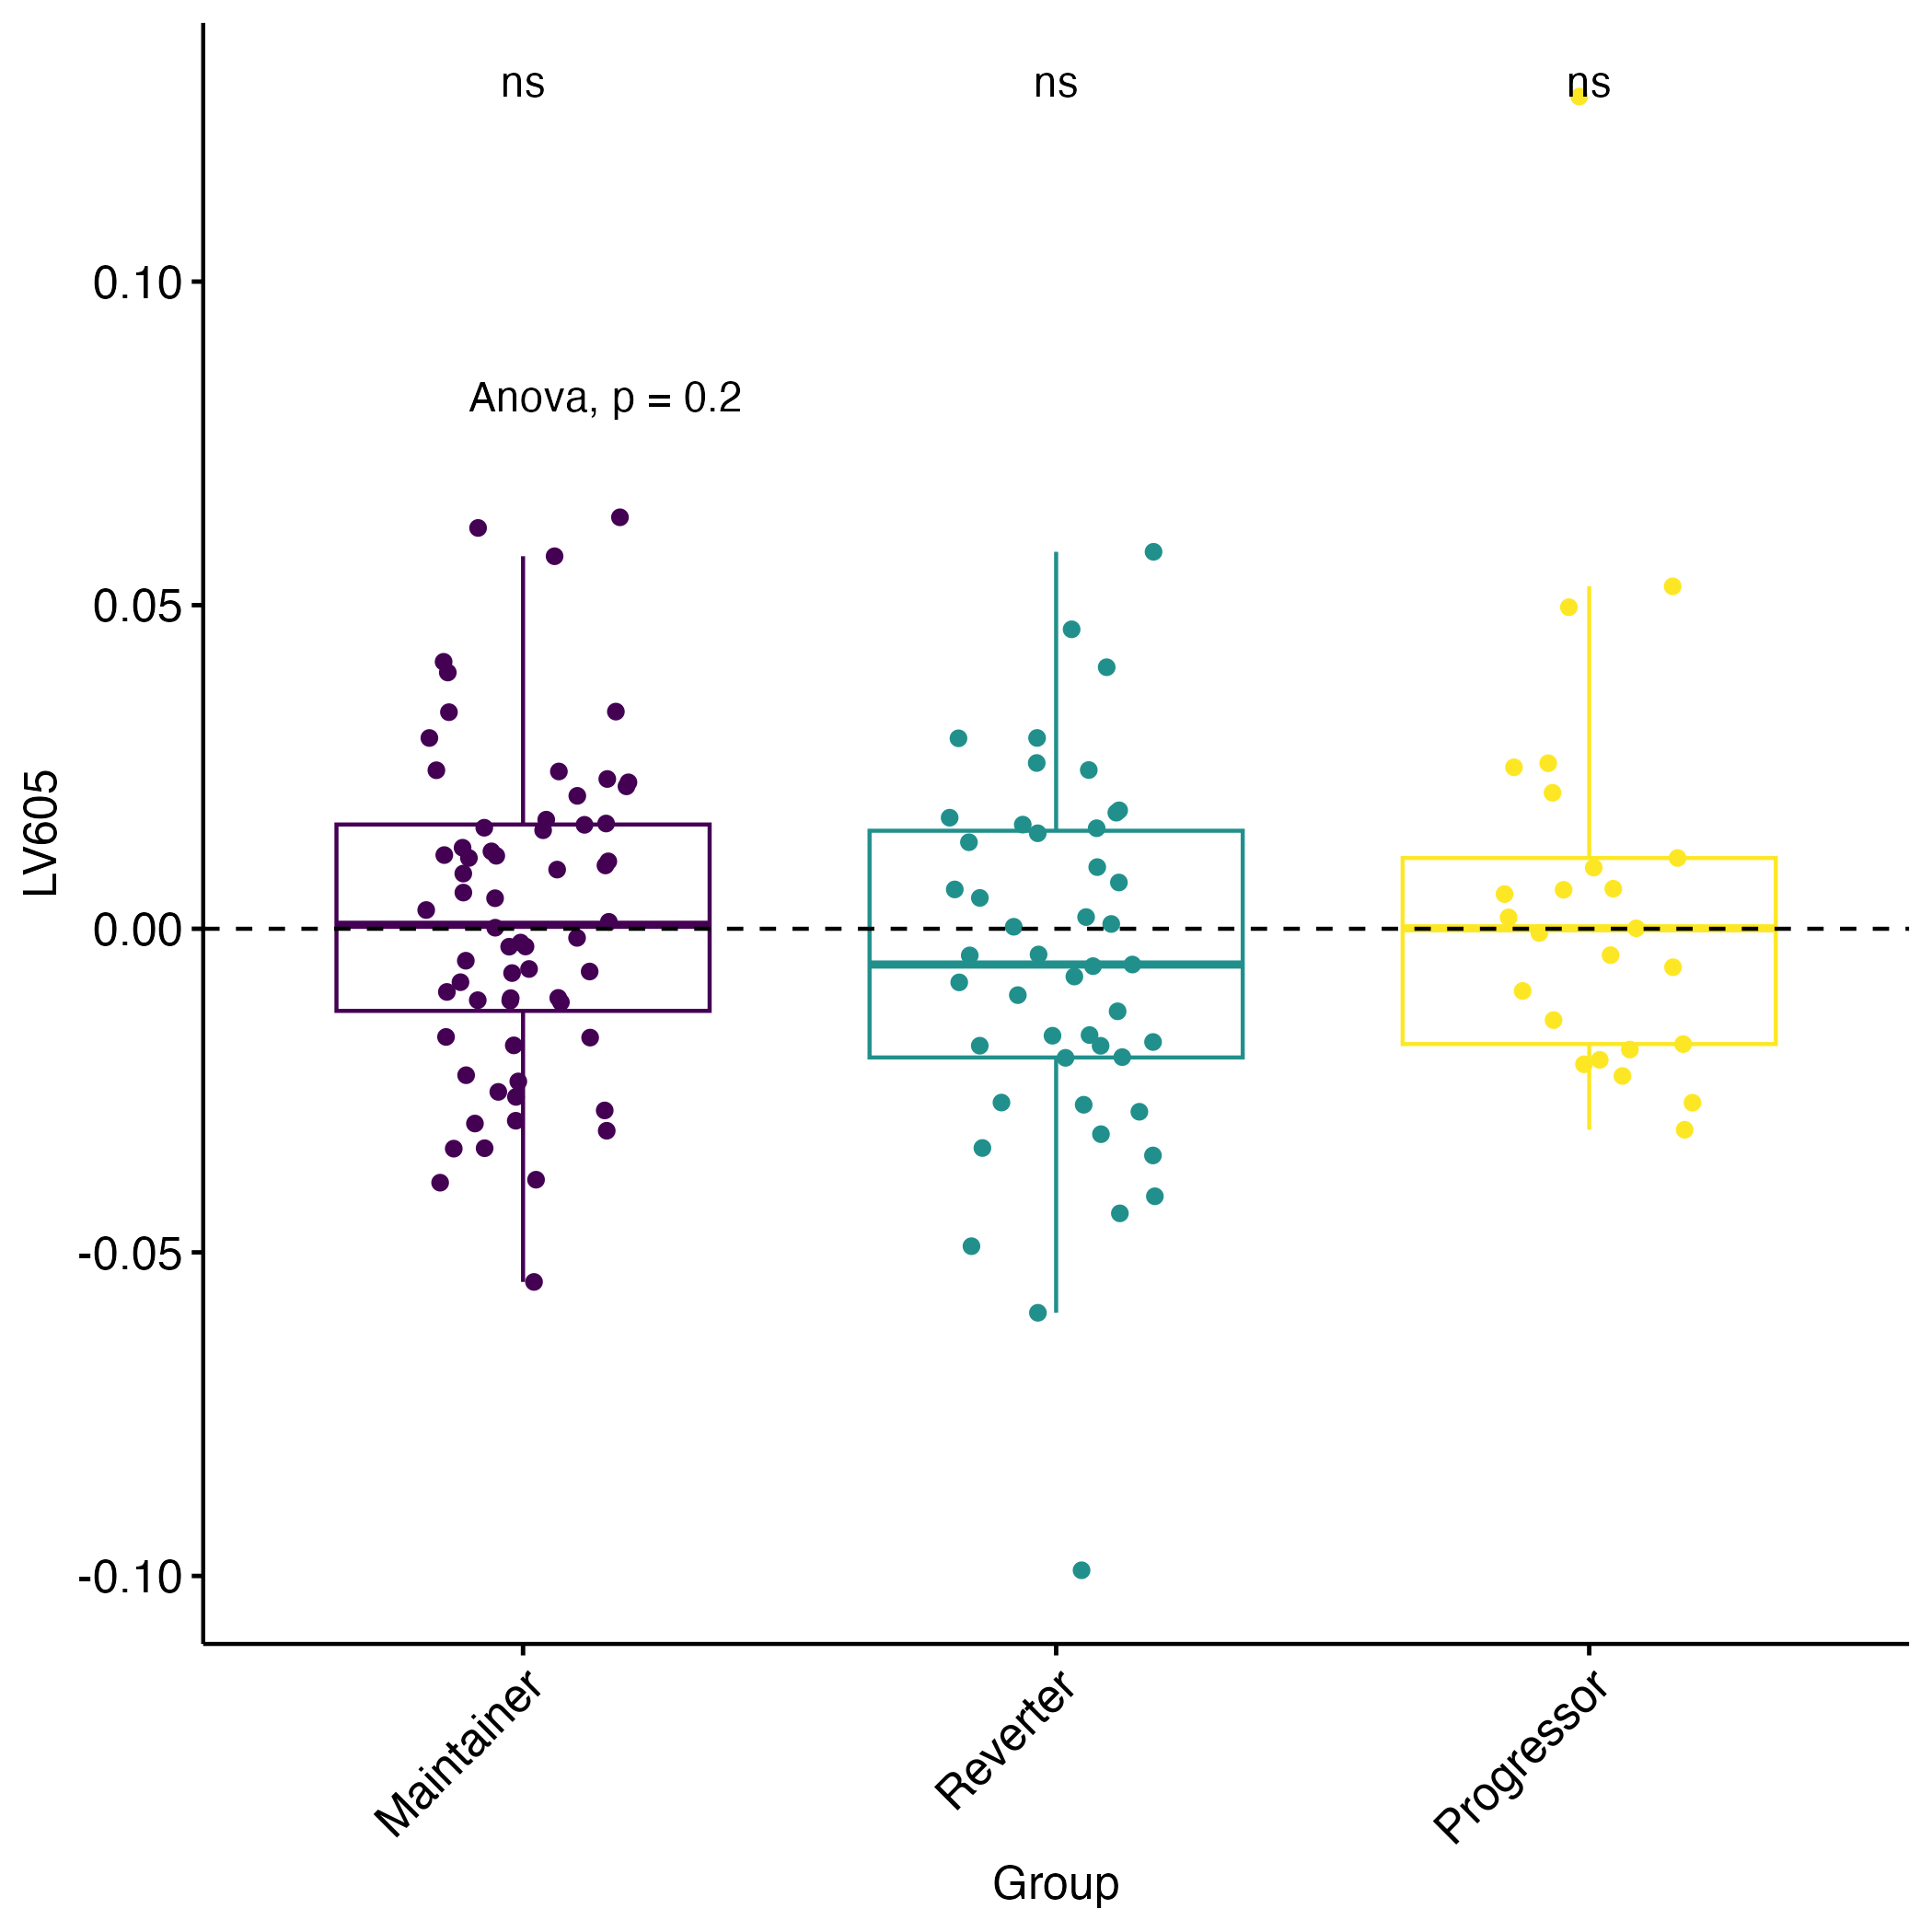 ns ns ns
0.10
Anova, p = 0.2
0.05
LV605
0.00
-0.05
-0.10
Maintainer Reverter Progressor
Group